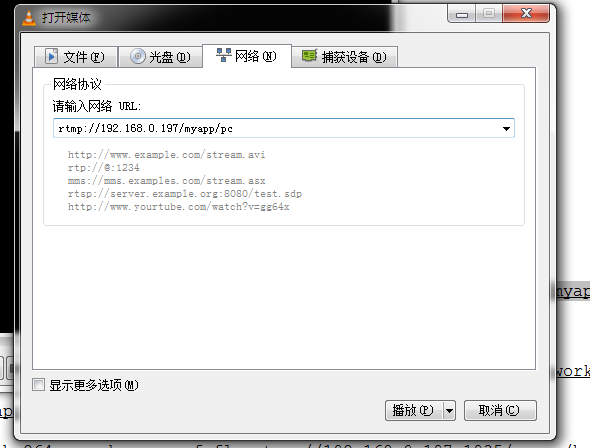 打开媒体
文件(F) 光盘(D) 网络(N) 捕获设备(D)
网络协议
请输入网络 URL:
rtmp://192.168.0.197/myapp/pc
http://www.example.com/stream.avi
rtp://@:1234
mms://mms.examples.com/stream.asx
rtsp://server.example.org:8080/test.sdp
http://www.yourtube.com/watch?v=gg64x
myap
work
显示更多选项(M)
播放(P) 取消(C)